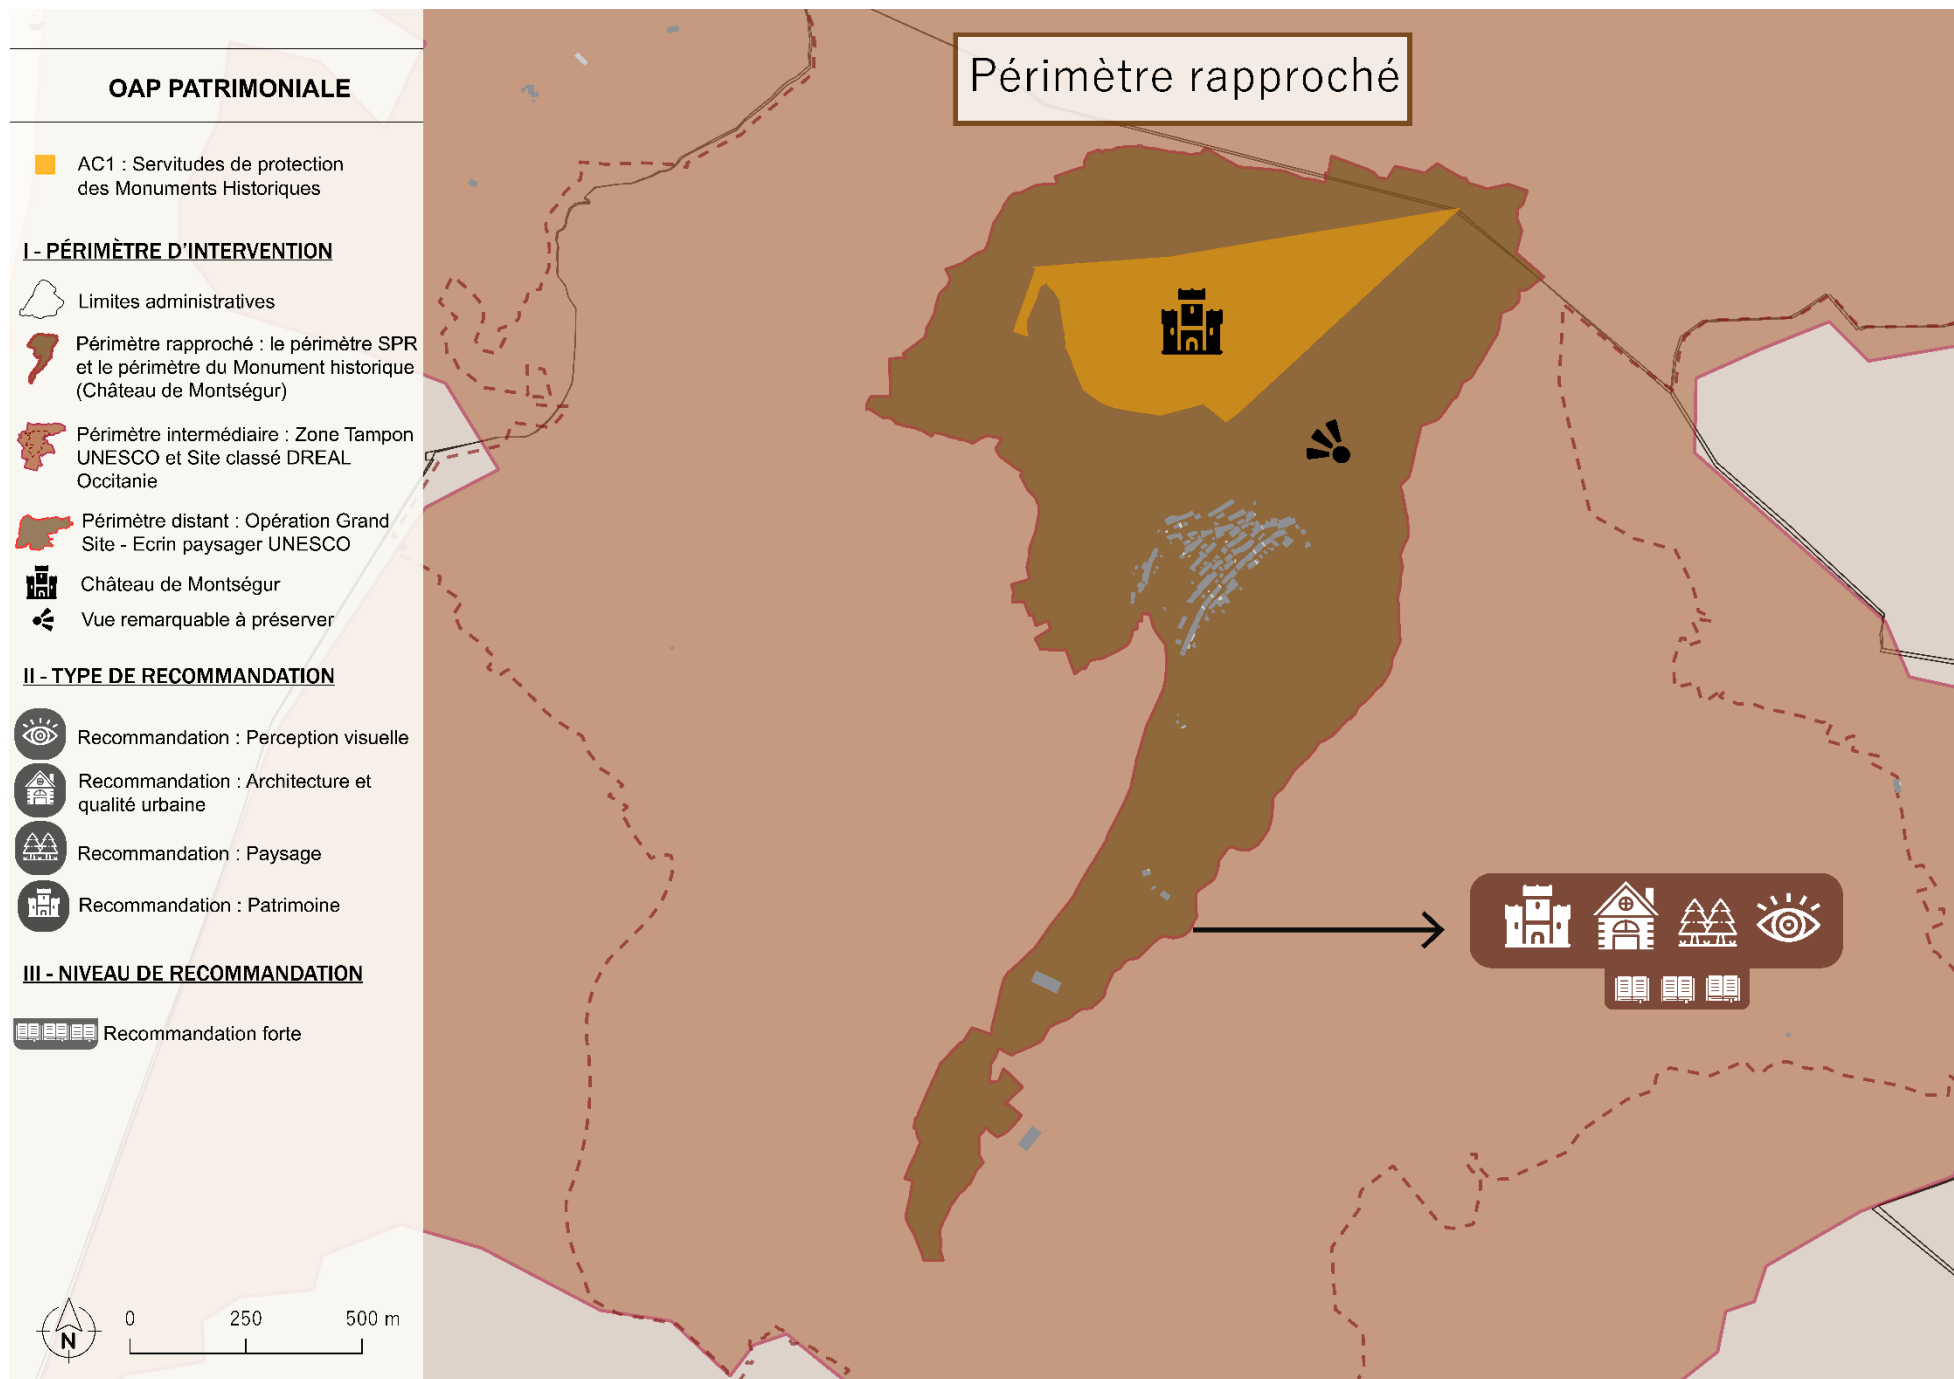 OAP PATRIMONIALE
AC1 : Servitudes de protection
des Monuments Historiques
I - PÉRIMÈTRE D'INTERVENTION
Limites administratives
Périmètre rapproché : le périmètre SPR
et le périmètre du Monument historique
(Château de Montségur)
Périmètre intermédiaire : Zone Tampon
UNESCO et Site classé DREAL
Occitanie
Périmètre distant : Opération Grand
Site - Ecrin paysager UNESCO
Château de Montségur
Vue remarquable à préserver
II - TYPE DE RECOMMANDATION
Recommandation : Perception visuelle
Recommandation : Architecture et
qualité urbaine
Recommandation : Paysage
Recommandation : Patrimoine
III - NIVEAU DE RECOMMANDATION
Recommandation forte
N
0 250 500 m
Périmètre rapproché